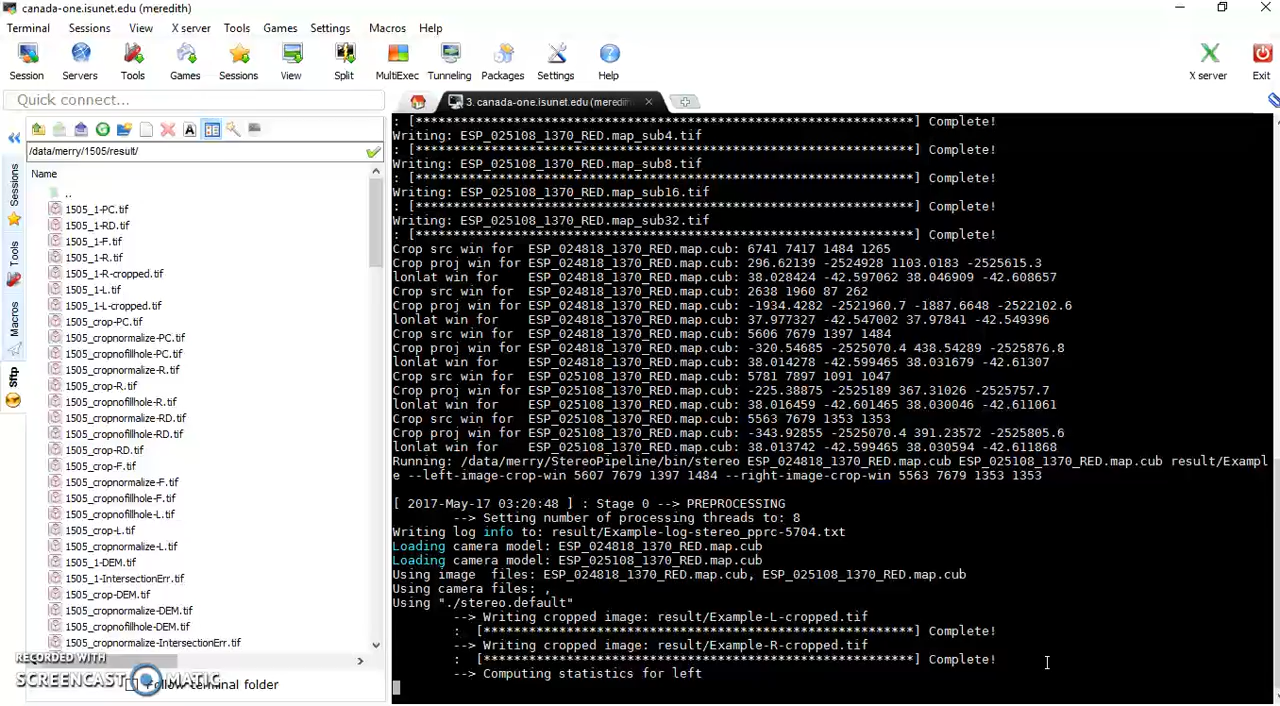 canada-one.isunet.edu (meredith)
Terminal Sessions View X server Tools Games Settings Macros Help
Session Servers Tools Games Sessions View Split MultiExec Tunneling Packages Settings Help X server Exit
Quick connect...
3. canada-one.isunet.edu (meredith
/data/merry/1505/result/
Name
..
1505_1-PC.tif
1505_1-RD.tif
1505_1-F.tif
1505_1-R.tif
1505_1-R-cropped.tif
1505_1-L.tif
1505_1-L-cropped.tif
1505_crop-PC.tif
1505_cropnormalize-PC.tif
1505_cropnofillhole-PC.tif
1505_cropnormalize-R.tif
1505_crop-R.tif
1505_cropnofillhole-R.tif
1505_cropnormalize-RD.tif
1505_cropnofillhole-RD.tif
1505_crop-RD.tif
1505_crop-F.tif
1505_cropnormalize-F.tif
1505_cropnofillhole-F.tif
1505_cropnofillhole-L.tif
1505_crop-L.tif
1505_cropnormalize-L.tif
1505_1-DEM.tif
1505_1-IntersectionErr.tif
1505_crop-DEM.tif
1505_cropnormalize-DEM.tif
1505_cropnofillhole-DEM.tif
1505_cropnormalize-IntersectionErr.tif
Sessions
Tools
Macros
Sftp
RECORDED WITH
SCREENCAST MATIC
Follow terminal folder
: [***********************************************************] Complete!
Writing: ESP_025108_1370_RED.map_sub4.tif
: [***********************************************************] Complete!
Writing: ESP_025108_1370_RED.map_sub8.tif
: [***********************************************************] Complete!
Writing: ESP_025108_1370_RED.map_sub16.tif
: [***********************************************************] Complete!
Writing: ESP_025108_1370_RED.map_sub32.tif
: [***********************************************************] Complete!
Crop src win for  ESP_024818_1370_RED.map.cub: 6741 7417 1484 1265
Crop proj win for ESP_024818_1370_RED.map.cub: 296.62139 -2524928 1103.0183 -2525615.3
lonlat win for    ESP_024818_1370_RED.map.cub: 38.028424 -42.597062 38.046909 -42.608657
Crop src win for  ESP_024818_1370_RED.map.cub: 2638 1960 87 262
Crop proj win for ESP_024818_1370_RED.map.cub: -1934.4282 -2521960.7 -1887.6648 -2522102.6
lonlat win for    ESP_024818_1370_RED.map.cub: 37.977327 -42.547002 37.97841 -42.549396
Crop src win for  ESP_024818_1370_RED.map.cub: 5606 7679 1397 1484
Crop proj win for ESP_024818_1370_RED.map.cub: -320.54685 -2525070.4 438.54289 -2525876.8
lonlat win for    ESP_024818_1370_RED.map.cub: 38.014278 -42.599465 38.031679 -42.61307
Crop src win for  ESP_025108_1370_RED.map.cub: 5781 7897 1091 1047
Crop proj win for ESP_025108_1370_RED.map.cub: -225.38875 -2525189 367.31026 -2525757.7
lonlat win for    ESP_025108_1370_RED.map.cub: 38.016459 -42.601465 38.030046 -42.611061
Crop src win for  ESP_025108_1370_RED.map.cub: 5563 7679 1353 1353
Crop proj win for ESP_025108_1370_RED.map.cub: -343.92855 -2525070.4 391.23572 -2525805.6
lonlat win for    ESP_025108_1370_RED.map.cub: 38.013742 -42.599465 38.030594 -42.611868
Running: /data/merry/StereoPipeline/bin/stereo ESP_024818_1370_RED.map.cub ESP_025108_1370_RED.map.cub result/Exampl
e --left-image-crop-win 5607 7679 1397 1484 --right-image-crop-win 5563 7679 1353 1353
[ 2017-May-17 03:20:48 ] : Stage 0 --> PREPROCESSING
--> Setting number of processing threads to: 8
Writing log info to: result/Example-log-stereo_pprc-5704.txt
Loading camera model: ESP_024818_1370_RED.map.cub
Loading camera model: ESP_025108_1370_RED.map.cub
Using image  files: ESP_024818_1370_RED.map.cub, ESP_025108_1370_RED.map.cub
Using camera files: ,
Using "./stereo.default"
--> Writing cropped image: result/Example-L-cropped.tif
:  [**************************************************] Complete!
--> Writing cropped image: result/Example-R-cropped.tif
:  [**************************************************] Complete!
--> Computing statistics for left